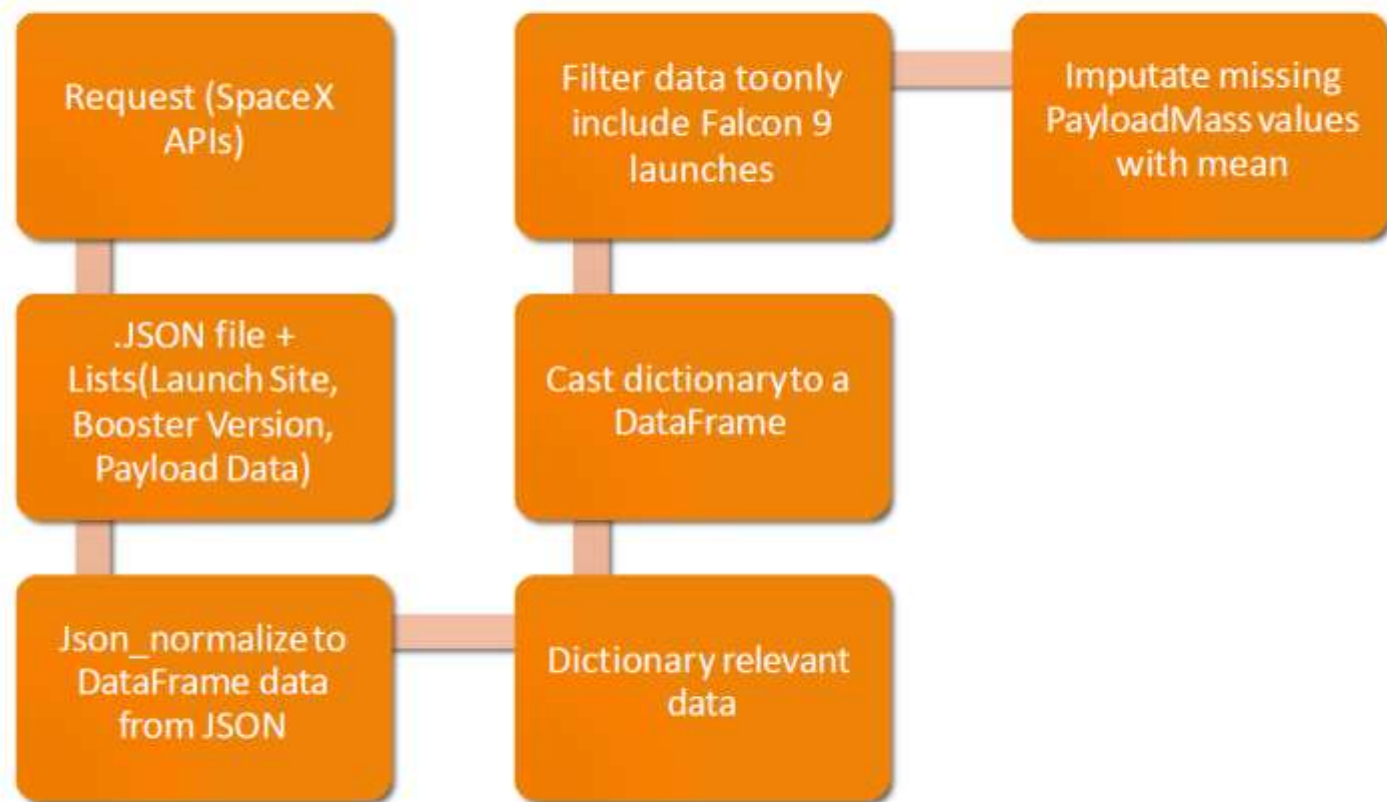 Request (SpaceX
APIs)
.JSON file +
Lists(Launch Site,
Booster Version,
Payload Data)
Json_normalize to
DataFrame data
from JSON
Dictionary relevant
data
Cast dictionary to a
DataFrame
Filter data to only
include Falcon 9
launches
Imputate missing
PayloadMass values
with mean